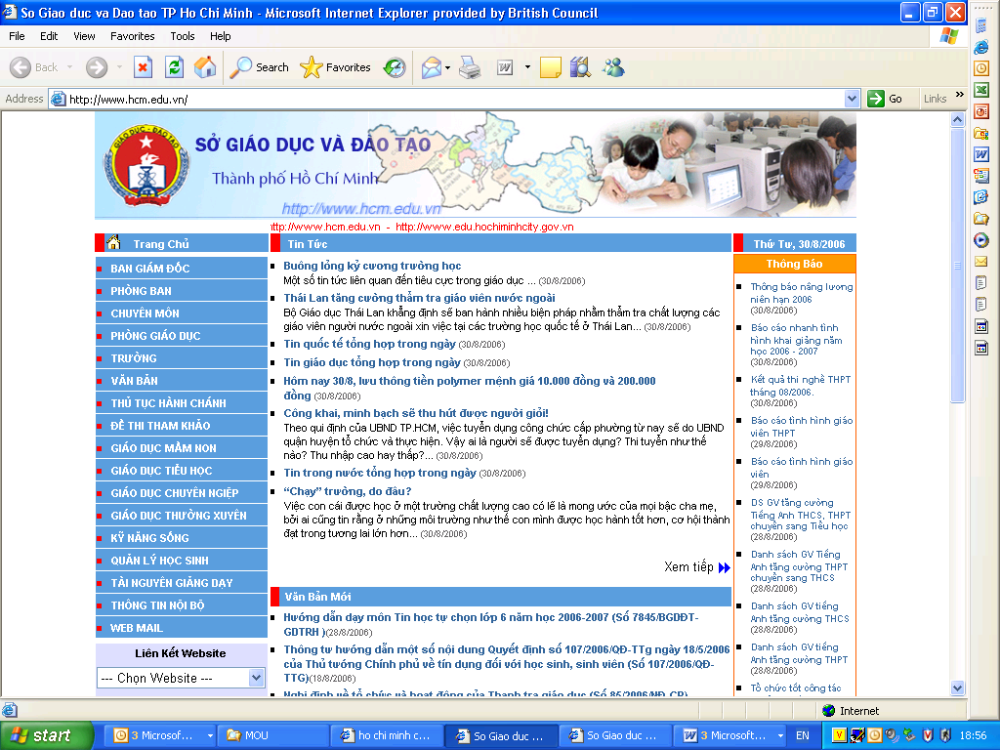 So Giao duc va Dao tao TP Ho Chi Minh - Microsoft Internet Explorer provided by British Council
File Edit View Favorites Tools Help
Back Search Favorites
Address http://www.hcm.edu.vn/ Go Links »
GIÁO DỤC - ĐÀO TẠO
SỞ GIÁO DỤC VÀ ĐÀO TẠO
Thành phố Hồ Chí Minh
http://www.hcm.edu.vn
ttp://www.hcm.edu.vn - http://www.edu.hochiminhcity.gov.vn
Trang Chủ
BAN GIÁM ĐỐC
PHÒNG BAN
CHUYÊN MÔN
PHÒNG GIÁO DỤC
TRƯỜNG
VĂN BẢN
THỦ TỤC HÀNH CHÁNH
ĐỀ THI THAM KHẢO
GIÁO DỤC MẦM NON
GIÁO DỤC TIỂU HỌC
GIÁO DỤC CHUYÊN NGIỆP
GIÁO DỤC THƯỜNG XUYÊN
KỸ NĂNG SỐNG
QUẢN LÝ HỌC SINH
TÀI NGUYÊN GIẢNG DẠY
THÔNG TIN NỘI BỘ
WEB MAIL
Liên Kết Website
--- Chọn Website ---
Tin Tức
Buông lỏng kỷ cương trường học
Một số tin tức liên quan đến tiêu cực trong giáo dục ... (30/8/2006)
Thái Lan tăng cường thẩm tra giáo viên nước ngoài
Bộ Giáo dục Thái Lan khẳng định sẽ ban hành nhiều biện pháp nhằm thẩm tra chất lượng các
giáo viên người nước ngoài xin việc tại các trường học quốc tế ở Thái Lan... (30/8/2006)
Tin quốc tế tổng hợp trong ngày (30/8/2006)
Tin giáo dục tổng hợp trong ngày (30/8/2006)
Hôm nay 30/8, lưu thông tiền polymer mệnh giá 10.000 đồng và 200.000
đồng (30/8/2006)
Công khai, minh bạch sẽ thu hút được người giỏi!
Theo qui định của UBND TP.HCM, việc tuyển dụng công chức cấp phường từ nay sẽ do UBND
quận huyện tổ chức và thực hiện. Vậy ai là người sẽ được tuyển dụng? Thi tuyển như thế
nào? Thu nhập cao hay thấp?... (30/8/2006)
Tin trong nước tổng hợp trong ngày (30/8/2006)
“Chạy” trường, do đâu?
Việc con cái được học ở một trường chất lượng cao có lẽ là mong ước của mọi bậc cha mẹ,
bởi ai cũng tin rằng ở những môi trường như thế con mình được học hành tốt hơn, cơ hội thành
đạt trong tương lai lớn hơn... (30/8/2006)
Xem tiếp
Văn Bản Mới
Hướng dẫn dạy môn Tin học tự chọn lớp 6 năm học 2006-2007 (Số 7845/BGDĐT-
GDTRH )(28/8/2006)
Thông tư hướng dẫn một số nội dung Quyết định số 107/2006/QĐ-TTg ngày 18/5/2006
của Thủ tướng Chính phủ về tín dụng đối với học sinh, sinh viên (Số 107/2006/QĐ-
TTG)(18/8/2006)
Nghị định về tổ chức và hoạt động của Thanh tra giáo dục (Số 85/2006/NĐ-CP)
Thứ Tư, 30/8/2006
Thông Báo
Thông báo nâng lương
niên hạn 2006
(30/8/2006)
Báo cáo nhanh tình
hình khai giảng năm
học 2006 - 2007
(30/8/2006)
Kết quả thi nghề THPT
tháng 08/2006.
(30/8/2006)
Báo cáo tình hình giáo
viên THPT
(29/8/2006)
Báo cáo tình hình giáo
viên
(29/8/2006)
DS GV tăng cường
Tiếng Anh THCS, THPT
chuyển sang Tiểu học
(28/8/2006)
Danh sách GV Tiếng
Anh tăng cường THPT
chuyển sang THCS
(28/8/2006)
Danh sách GV tiếng
Anh tăng cường THCS
(28/8/2006)
Danh sách GV tiếng
Anh tăng cường THPT
(28/8/2006)
Tổ chức tốt công tác
Internet
start 3 Microsof... MOU ho chi minh c... So Giao duc ... So Giao duc ... 3 Microsoft... EN 18:56